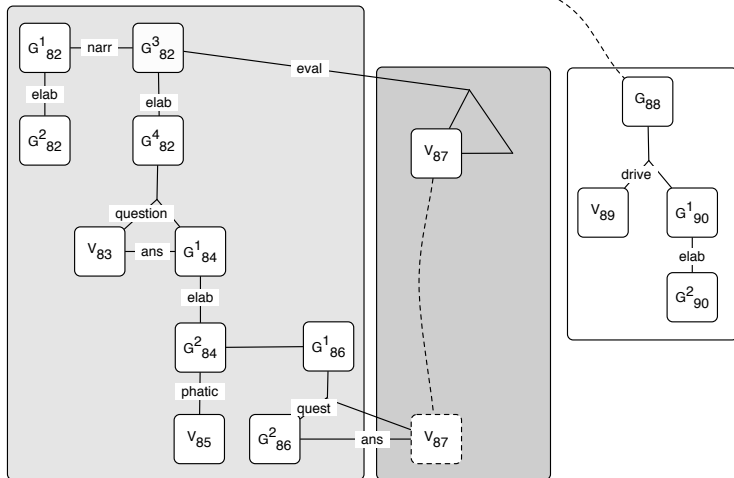 G¹₈₂ narr G³₈₂
eval
elab elab
G₈₈
G²₈₂ G⁴₈₂ V₈₇
drive
question V₈₉ G¹₉₀
V₈₃ ans G¹₈₄
elab
elab
G²₉₀
G²₈₄ G¹₈₆
phatic
quest
V₈₅ G²₈₆ ans V₈₇